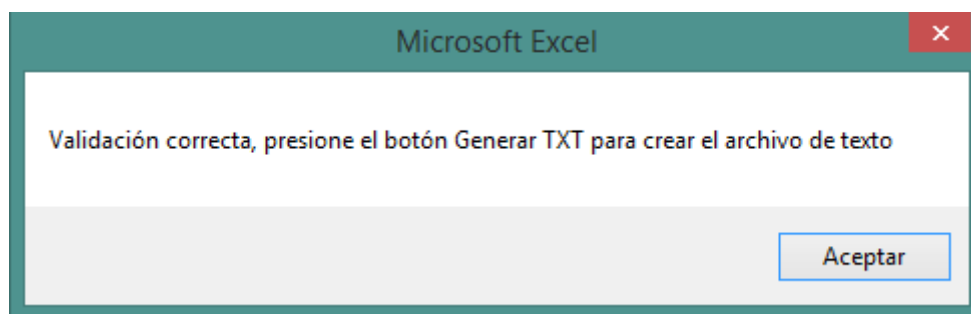 Microsoft Excel
Validación correcta, presione el botón Generar TXT para crear el archivo de texto
Aceptar